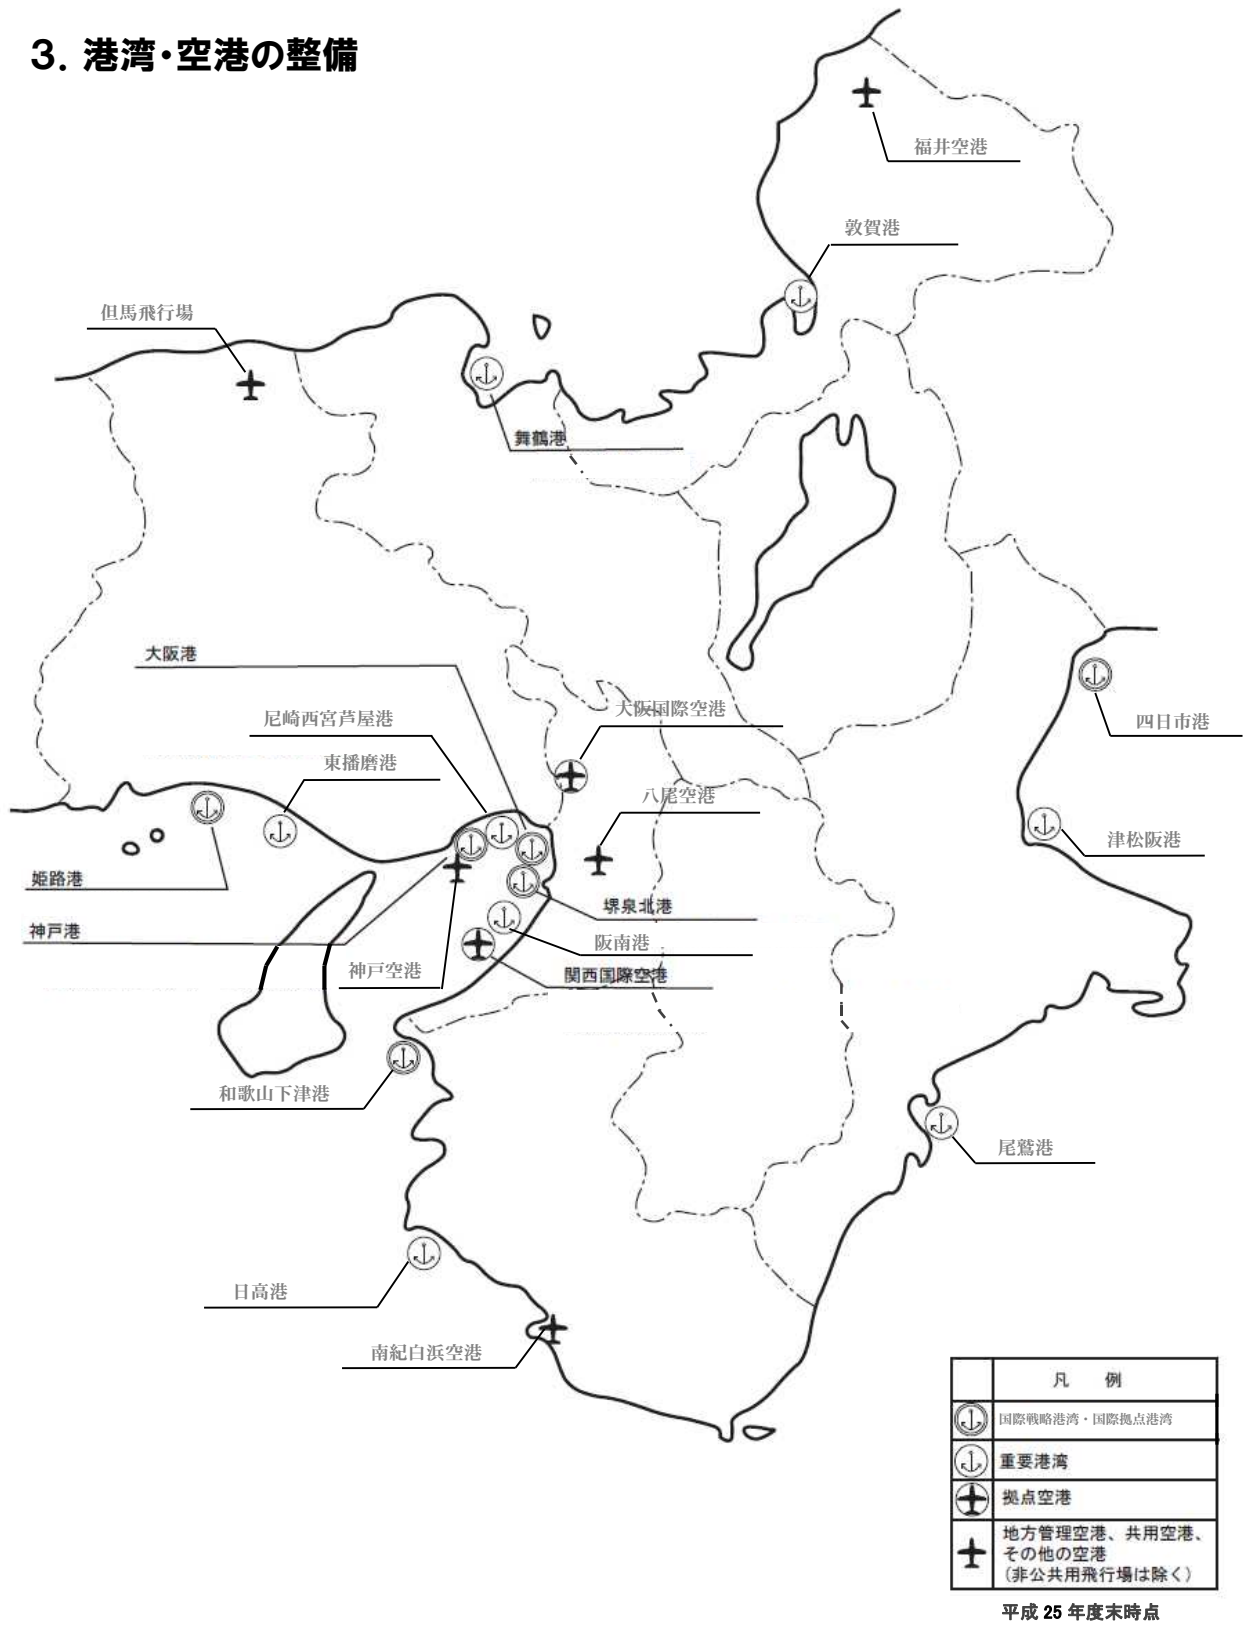 3．港湾・空港の整備
福井空港
敦賀港
但馬飛行場
舞鶴港
大阪港
尼崎西宮芦屋港
大阪国際空港
四日市港
東播磨港
八尾空港
津松阪港
姫路港
堺泉北港
神戸港
阪南港
神戸空港
関西国際空港
和歌山下津港
尾鷲港
日高港
南紀白浜空港
凡　例
国際戦略港湾・国際拠点港湾
重要港湾
拠点空港
地方管理空港、共用空港、
その他の空港
（非公共用飛行場は除く）
平成 25 年度末時点